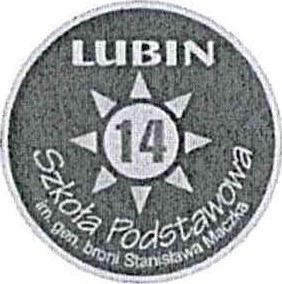 LUBIN
14
Szkoła Podstawowa
im. gen. broni Stanisława Maczka